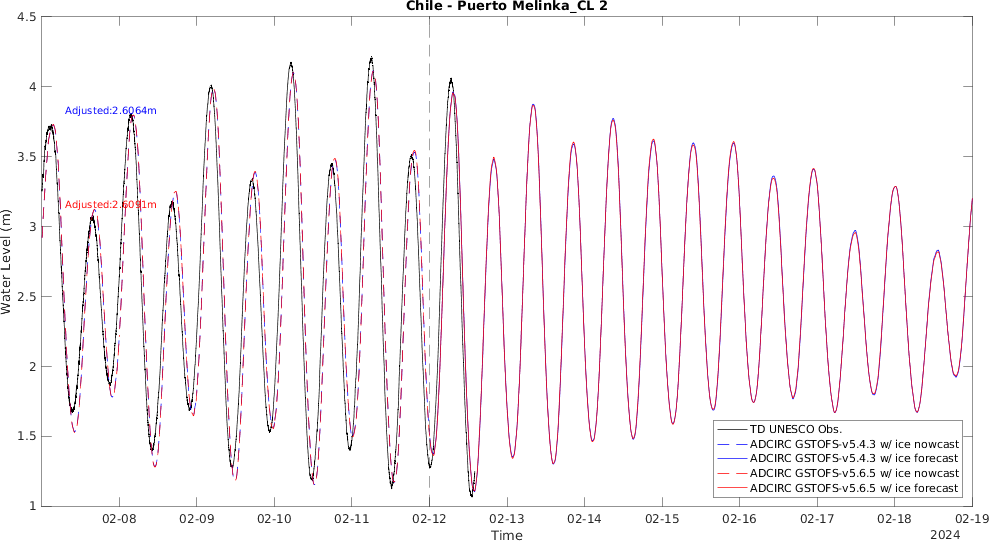 Chile - Puerto Melinka_CL 2
4.5
4
3.5
3
2.5
2
1.5
1
Water Level (m)
Adjusted:2.6064m
Adjusted:2.6091m
TD UNESCO Obs.
ADCIRC GSTOFS-v5.4.3 w/ ice nowcast
ADCIRC GSTOFS-v5.4.3 w/ ice forecast
ADCIRC GSTOFS-v5.6.5 w/ ice nowcast
ADCIRC GSTOFS-v5.6.5 w/ ice forecast
02-08 02-09 02-10 02-11 02-12 02-13 02-14 02-15 02-16 02-17 02-18 02-19
Time
2024